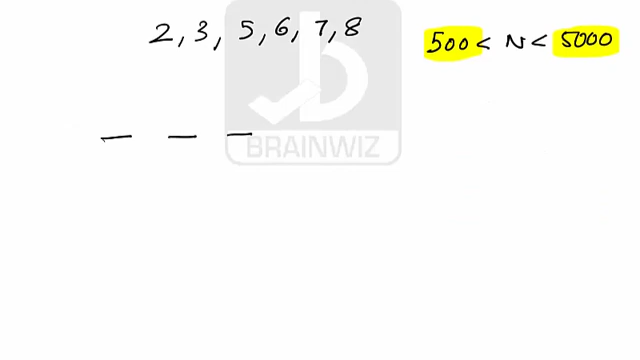 2, 3, 5, 6, 7, 8
500 < N < 5000
— — —
BRAINWIZ